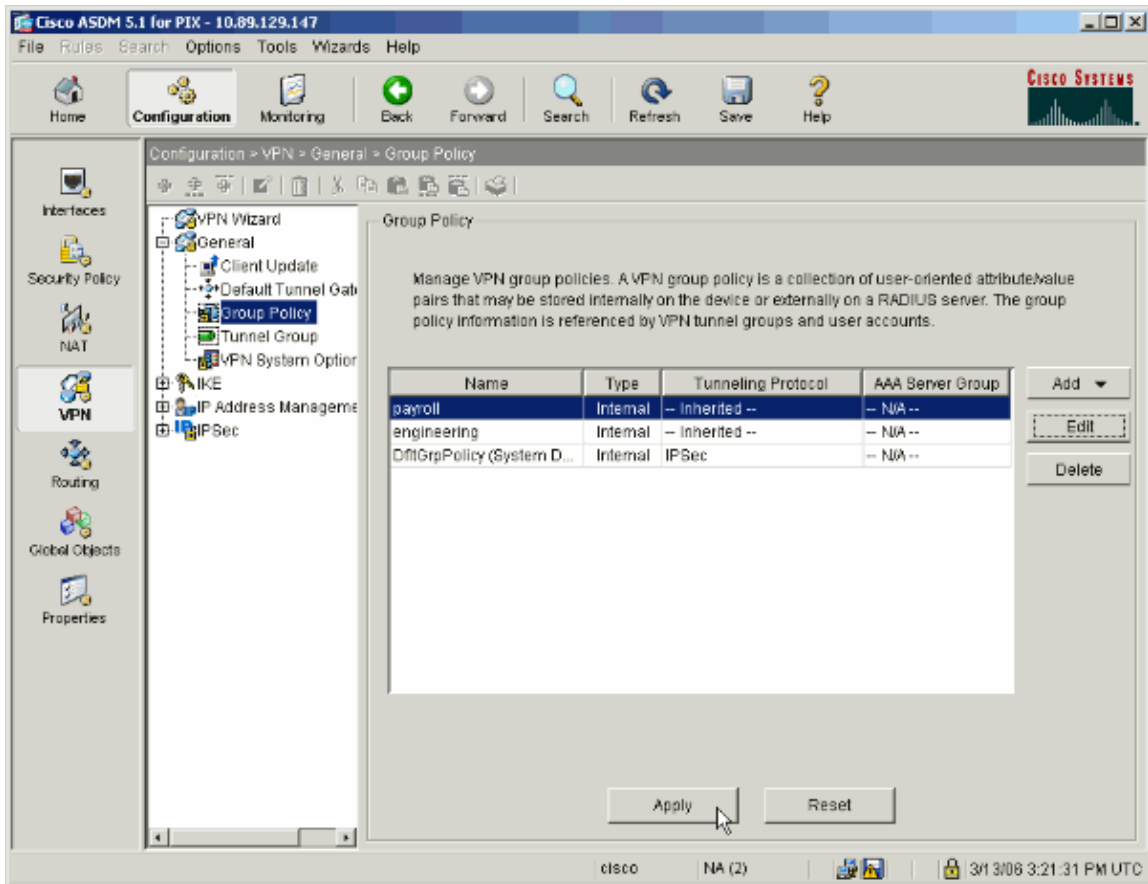 Cisco ASDM 5.1 for PIX - 10.89.129.147
File Rules Search Options Tools Wizards Help
Home Configuration Monitoring Back Forward Search Refresh Save Help
CISCO SYSTEMS
Configuration > VPN > General > Group Policy
Interfaces
Security Policy
NAT
VPN
Routing
Global Objects
Properties
VPN Wizard
General
Client Update
Default Tunnel Gat
Group Policy
Tunnel Group
VPN System Option
IKE
IP Address Manageme
IPSec
Group Policy
Manage VPN group policies. A VPN group policy is a collection of user-oriented attribute/value
pairs that may be stored internally on the device or externally on a RADIUS server. The group
policy information is referenced by VPN tunnel groups and user accounts.
Name Type Tunneling Protocol AAA Server Group
payroll Internal -- Inherited -- -- N/A --
engineering Internal -- Inherited -- -- N/A --
DfltGrpPolicy (System D... Internal IPSec -- N/A --
Add
Edit
Delete
Apply Reset
cisco NA (2) 3/13/06 3:21:31 PM UTC